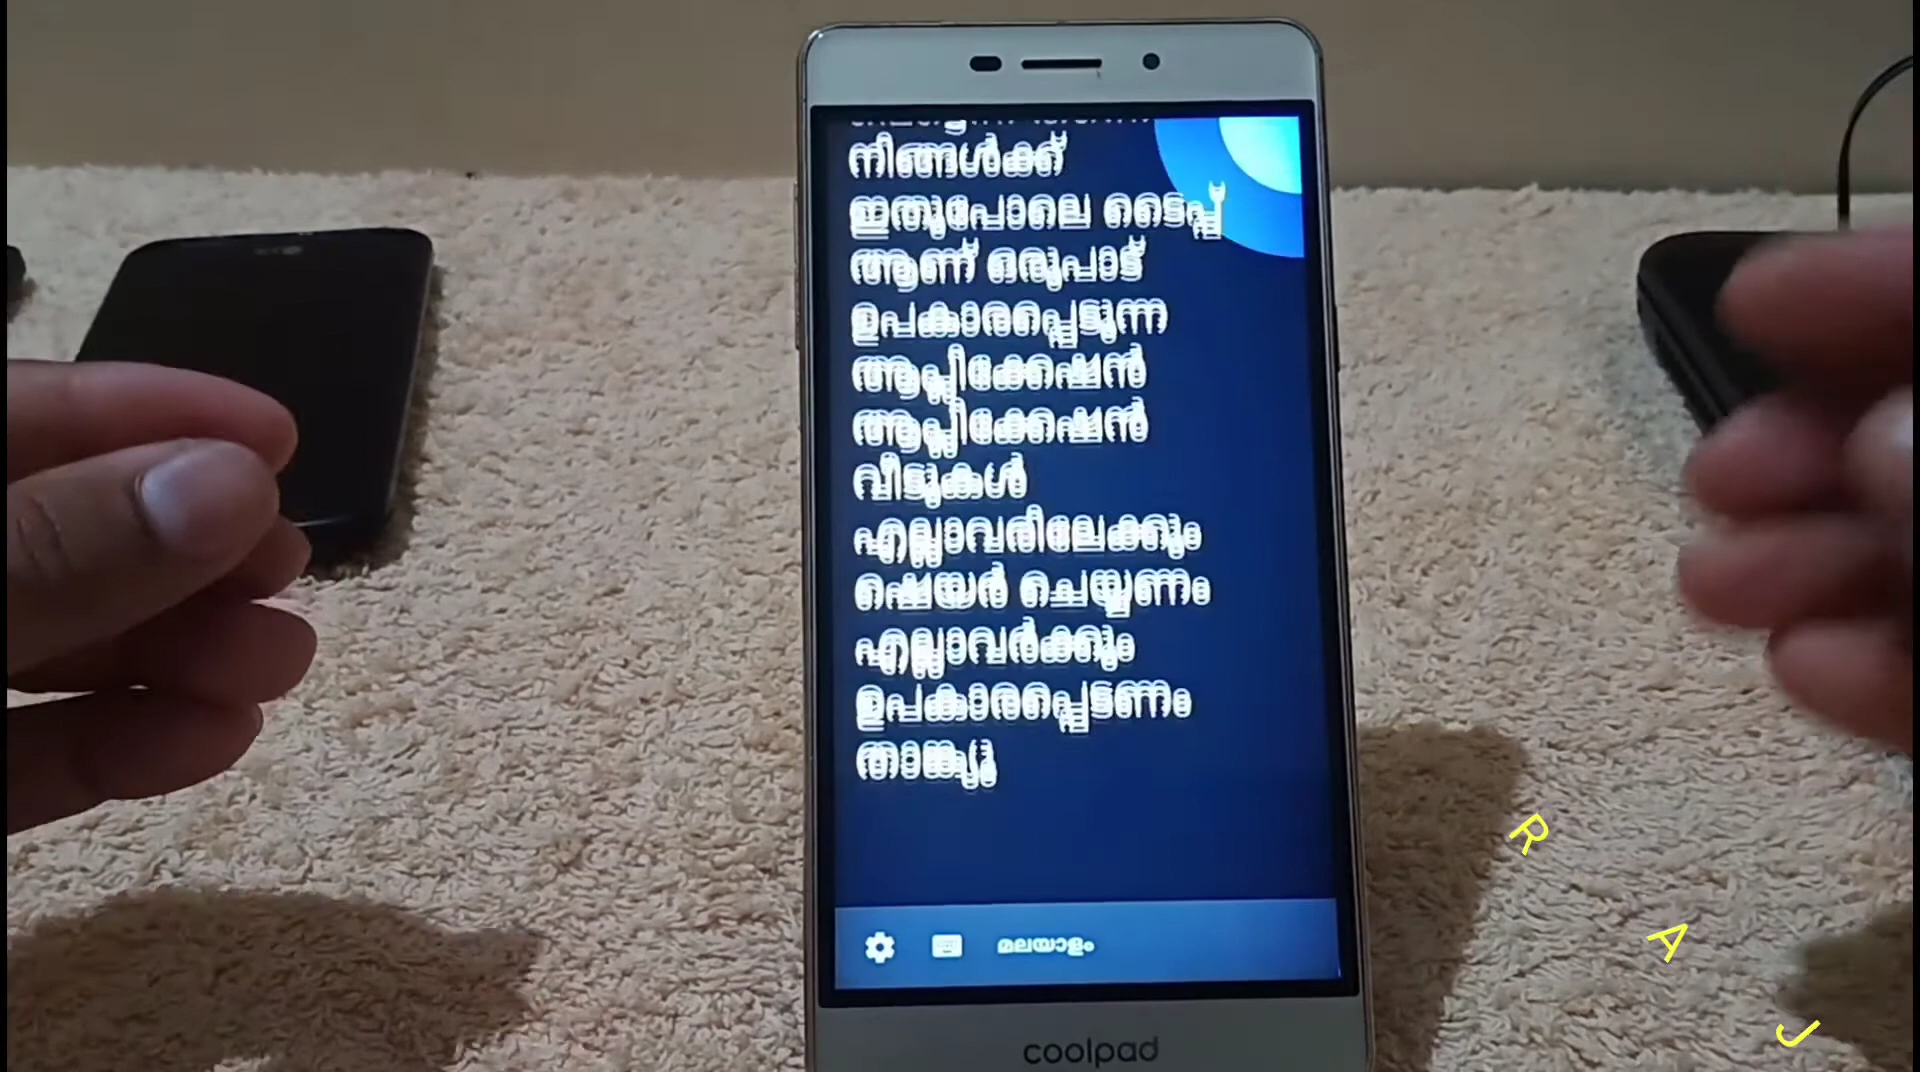 നിങ്ങൾക്ക്
ഇതുപോലെ ടൈപ്പ്
ആണ് ഒരുപാട്
ഉപകാരപ്പെടുന്ന
ആപ്ലിക്കേഷൻ
ആപ്ലിക്കേഷൻ
വീടുകൾ
എല്ലാവരിലേക്കും
ഷെയർ ചെയ്യണം
എല്ലാവർക്കും
ഉപകാരപ്പെടണം
മലയാളം
coolpad
R
A
J